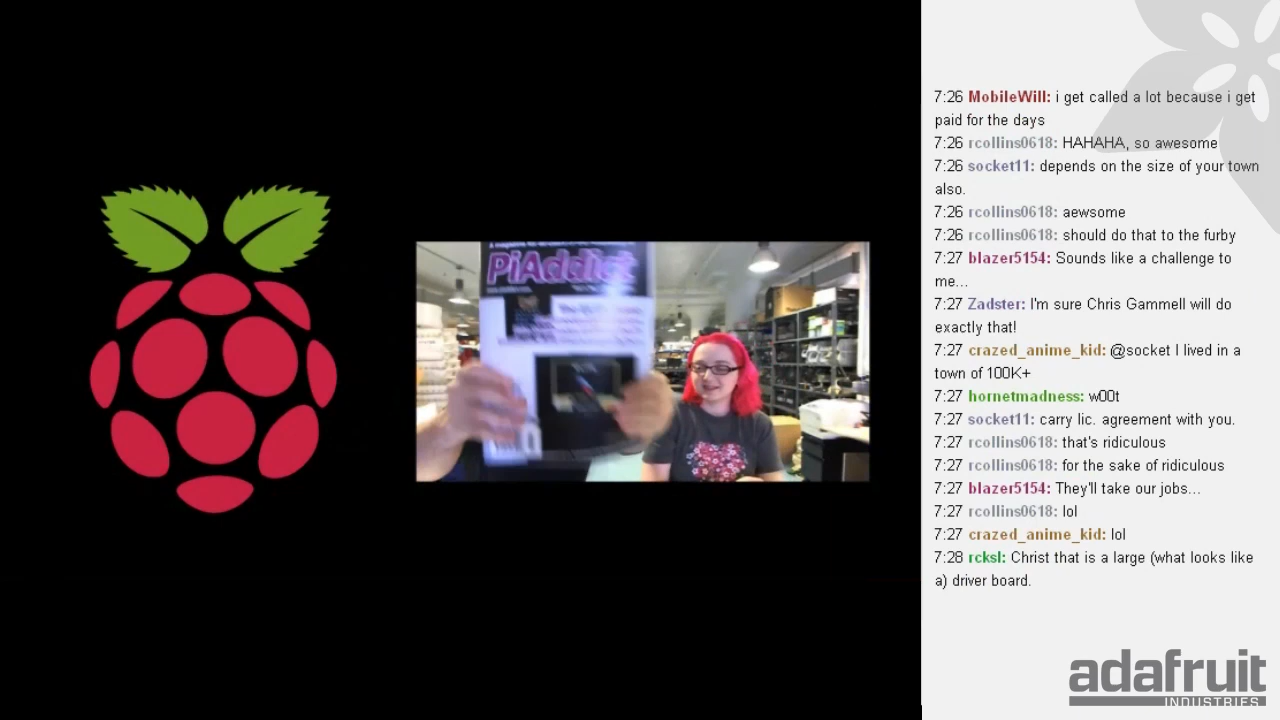 PiAddict
7:26 MobileWill: i get called a lot because i get
paid for the days
7:26 rcollins0618: HAHAHA, so awesome
7:26 socket11: depends on the size of your town
also.
7:26 rcollins0618: aewsome
7:26 rcollins0618: should do that to the furby
7:27 blazer5154: Sounds like a challenge to
me...
7:27 Zadster: I'm sure Chris Gammell will do
exactly that!
7:27 crazed_anime_kid: @socket I lived in a
town of 100K+
7:27 hornetmadness: w00t
7:27 socket11: carry lic. agreement with you.
7:27 rcollins0618: that's ridiculous
7:27 rcollins0618: for the sake of ridiculous
7:27 blazer5154: They'll take our jobs...
7:27 rcollins0618: lol
7:27 crazed_anime_kid: lol
7:28 rcksl: Christ that is a large (what looks like
a) driver board.
adafruit
INDUSTRIES